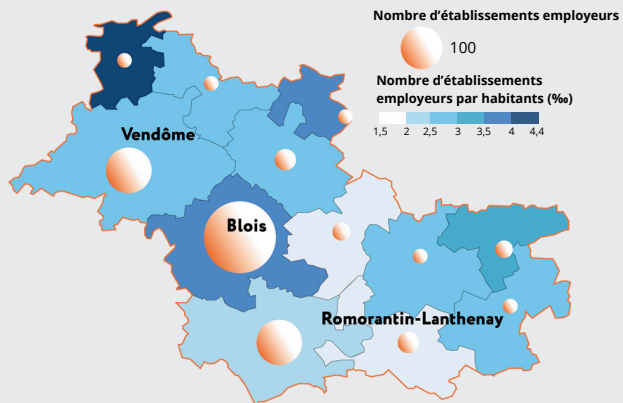 Nombre d'établissements employeurs
100
Nombre d'établissements
employeurs par habitants (‰)
1,5 2 2,5 3 3,5 4 4,4
Vendôme
Blois
Romorantin-Lanthenay